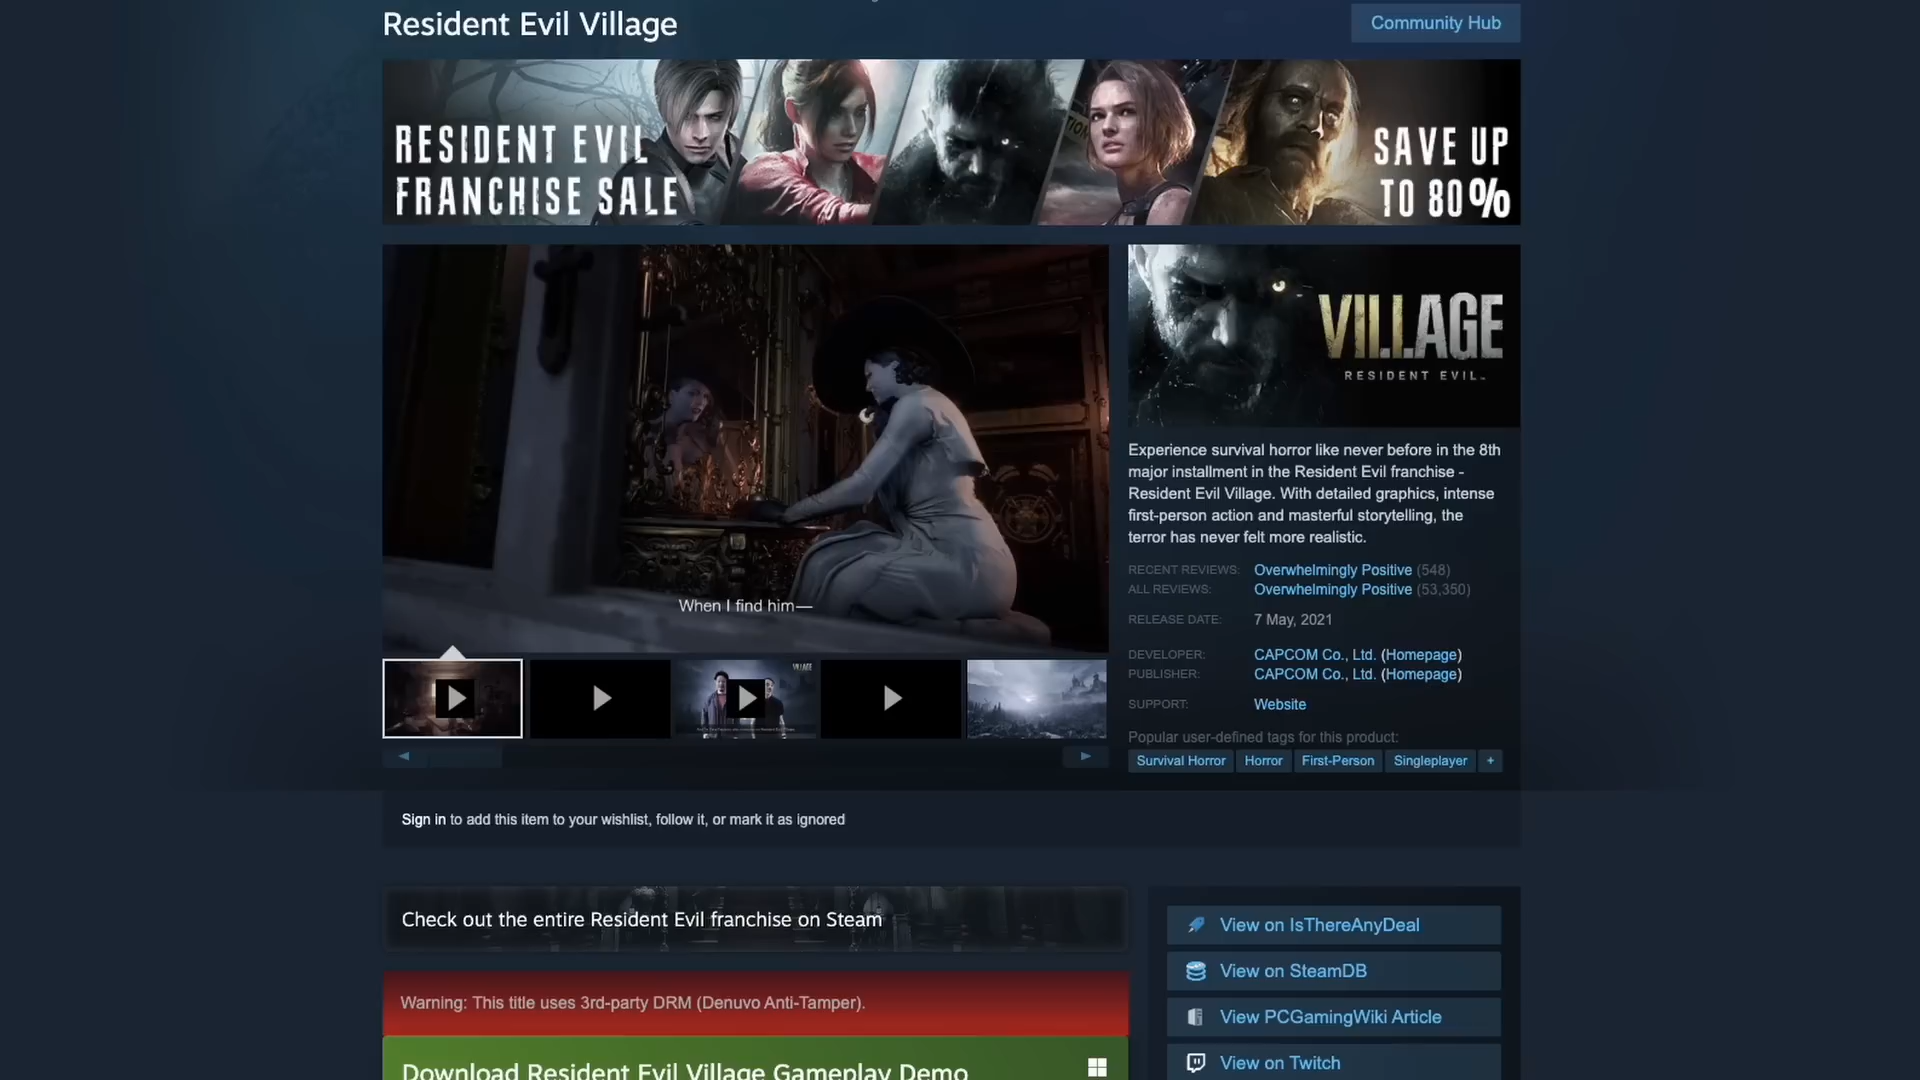 Resident Evil Village
Community Hub
RESIDENT EVIL
FRANCHISE SALE
SAVE UP
TO 80%
When I find him—
VILLAGE
RESIDENT EVIL™
Experience survival horror like never before in the 8th
major installment in the Resident Evil franchise -
Resident Evil Village. With detailed graphics, intense
first-person action and masterful storytelling, the
terror has never felt more realistic.
RECENT REVIEWS: Overwhelmingly Positive (548)
ALL REVIEWS: Overwhelmingly Positive (53,350)
RELEASE DATE: 7 May, 2021
DEVELOPER: CAPCOM Co., Ltd. (Homepage)
PUBLISHER: CAPCOM Co., Ltd. (Homepage)
SUPPORT: Website
Popular user-defined tags for this product:
Survival Horror Horror First-Person Singleplayer +
Sign in to add this item to your wishlist, follow it, or mark it as ignored
Check out the entire Resident Evil franchise on Steam
Warning: This title uses 3rd-party DRM (Denuvo Anti-Tamper).
Download Resident Evil Village Gameplay Demo
View on IsThereAnyDeal
View on SteamDB
View PCGamingWiki Article
View on Twitch